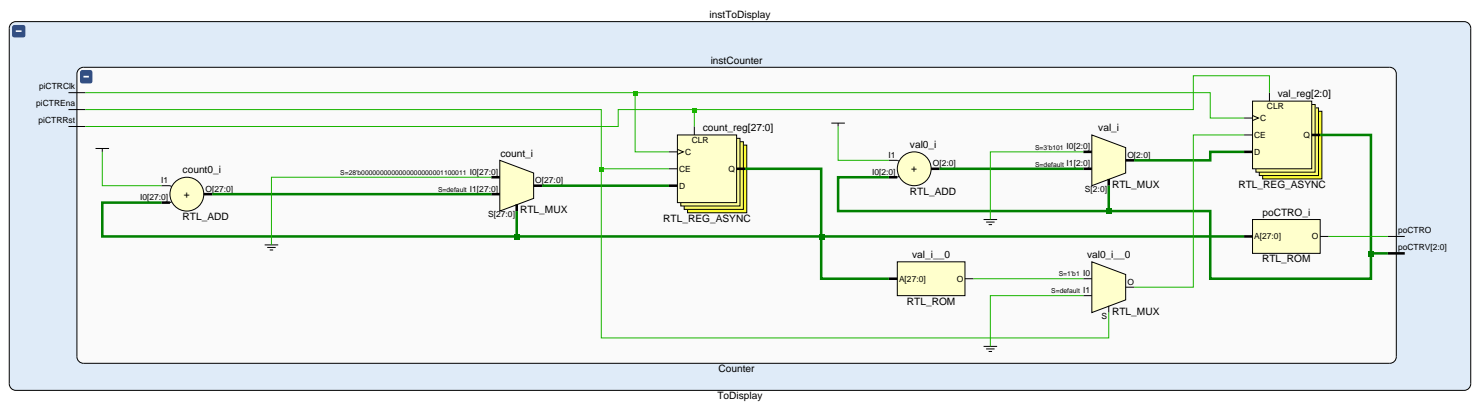 instToDisplay
instCounter
piCTRClk
piCTREna
piCTRRst
val_reg[2:0]
CLR
C
CE
D
Q
RTL_REG_ASYNC
count_reg[27:0]
CLR
C
CE
D
Q
RTL_REG_ASYNC
count0_i
I1
I0[27:0]
O[27:0]
RTL_ADD
count_i
S=28'b0000000000000000000001100011 I0[27:0]
S=default I1[27:0]
S[27:0]
O[27:0]
RTL_MUX
val0_i
I1
I0[2:0]
O[2:0]
RTL_ADD
val_i
S=3'b101 I0[2:0]
S=default I1[2:0]
S[2:0]
O[2:0]
RTL_MUX
poCTRO_i
A[27:0] O
RTL_ROM
poCTRO
poCTRV[2:0]
val_i__0
A[27:0] O
RTL_ROM
val0_i__0
S=1'b1 I0
S=default I1
S
O
RTL_MUX
Counter
ToDisplay